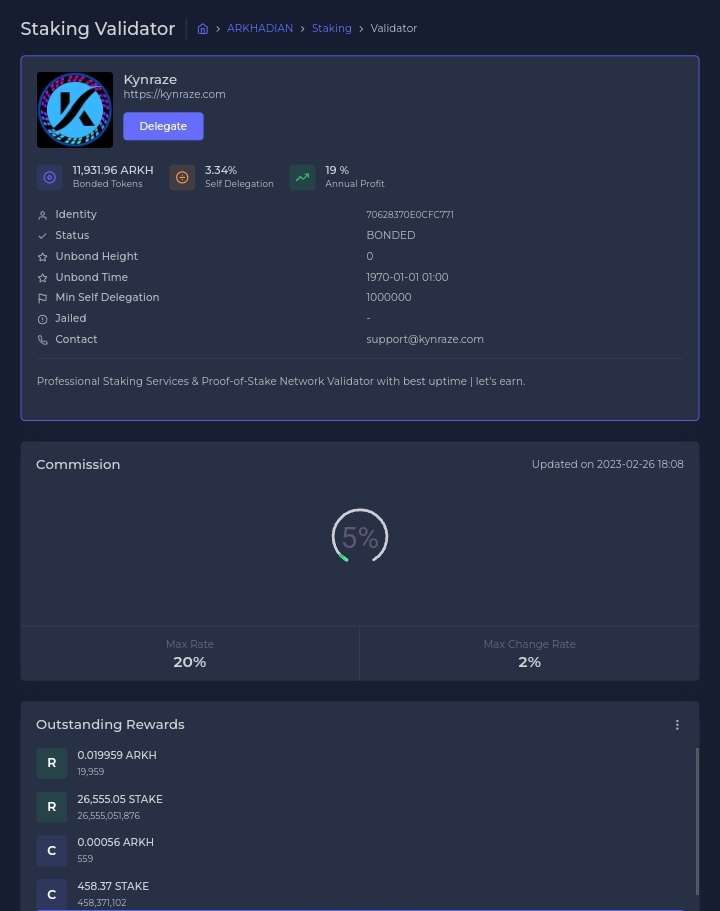 Staking Validator
ARKHADIAN > Staking > Validator
Kynraze
https://kynraze.com
Delegate
11,931.96 ARKH
Bonded Tokens
3.34%
Self Delegation
19 %
Annual Profit
Identity 70628370E0CFC771
Status BONDED
Unbond Height 0
Unbond Time 1970-01-01 01:00
Min Self Delegation 1000000
Jailed -
Contact support@kynraze.com
Professional Staking Services & Proof-of-Stake Network Validator with best uptime | let's earn.
Commission Updated on 2023-02-26 18:08
5%
Max Rate
20%
Max Change Rate
2%
Outstanding Rewards
R 0.019959 ARKH
19,959
R 26,555.05 STAKE
26,555,051,876
C 0.00056 ARKH
559
C 458.37 STAKE
458,371,102